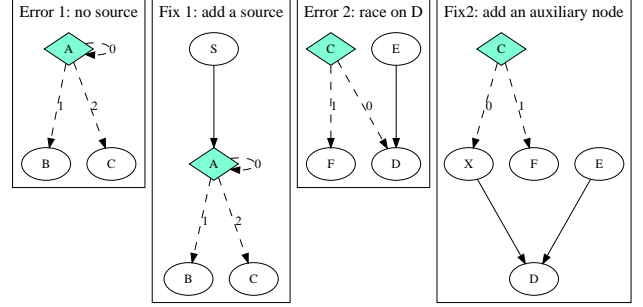 Error 1: no source
A
0
1
2
B
C
Fix 1: add a source
S
A
0
1
2
B
C
Error 2: race on D
C
E
1
0
F
D
Fix2: add an auxiliary node
C
0
1
X
F
E
D